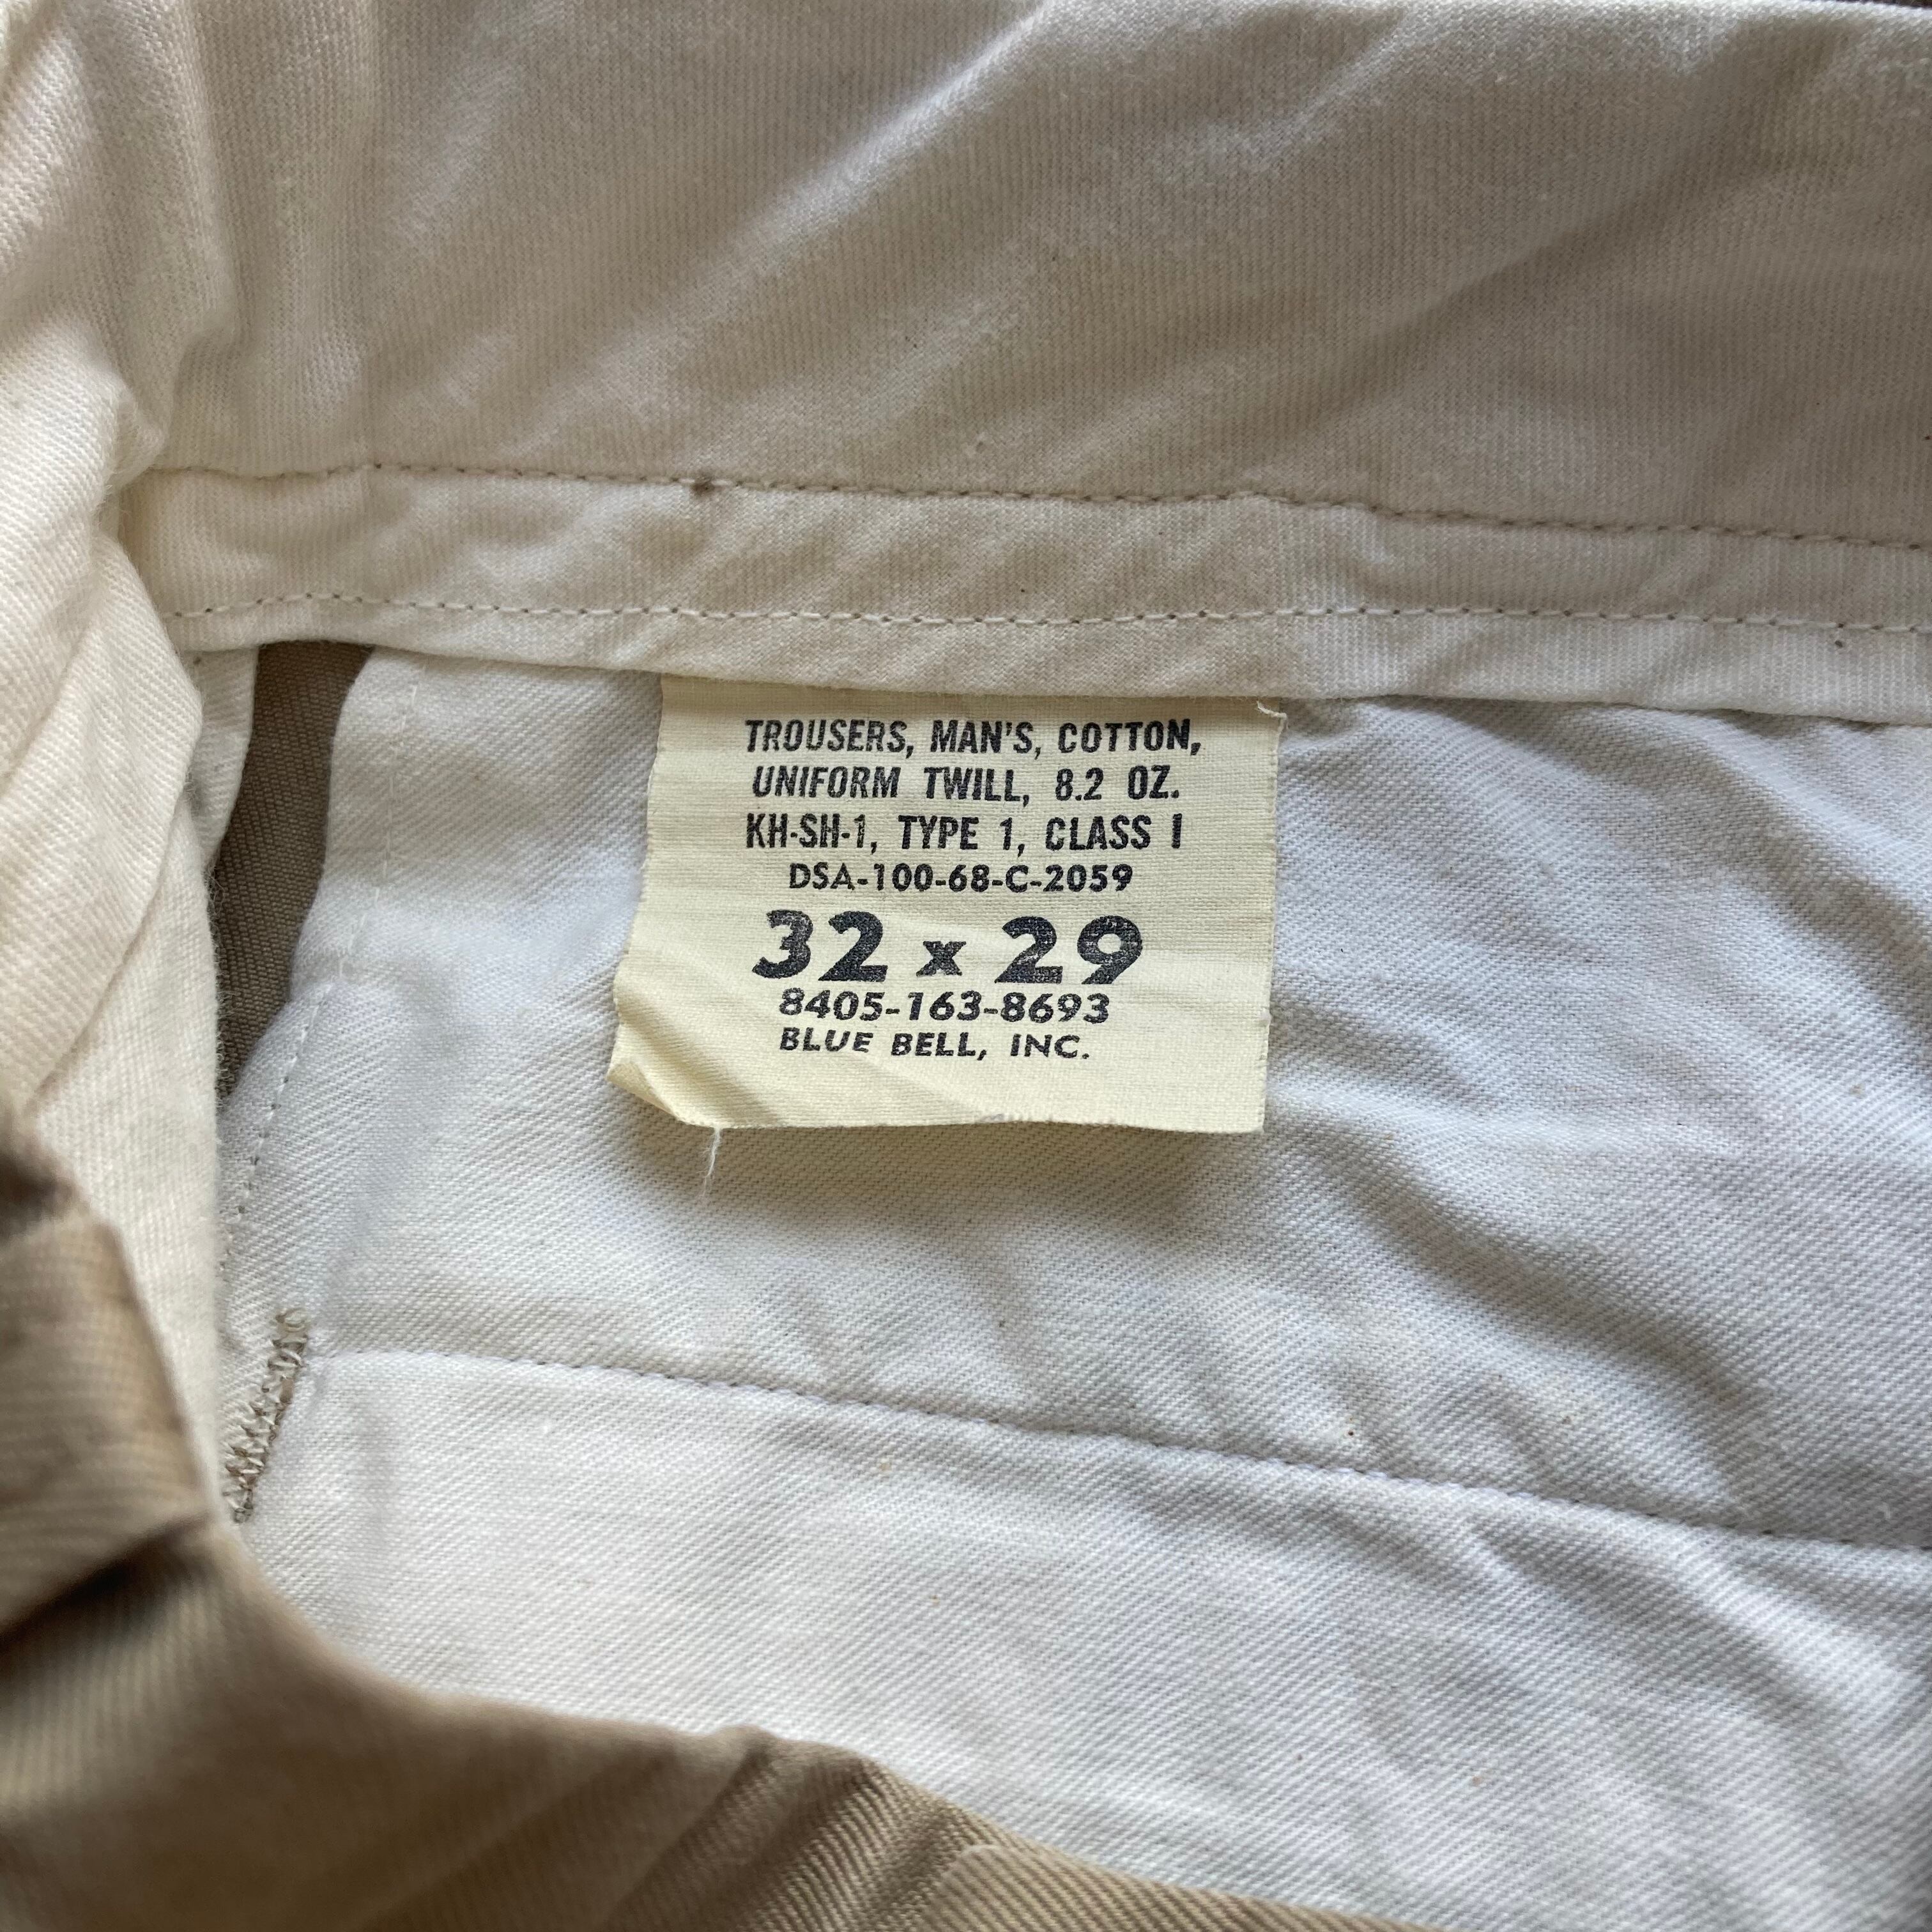 TROUSERS, MAN'S, COTTON,
UNIFORM TWILL, 8.2 OZ.
KH-SH-1, TYPE 1, CLASS 1
DSA-100-68-C-2059
32 x 29
8405-163-8693
BLUE BELL, INC.